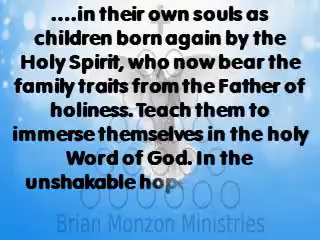 ....in their own souls as
children born again by the
Holy Spirit, who now bear the
family traits from the Father of
holiness. Teach them to
immerse themselves in the holy
Word of God. In the
unshakable hop
Brian Monzon Ministries